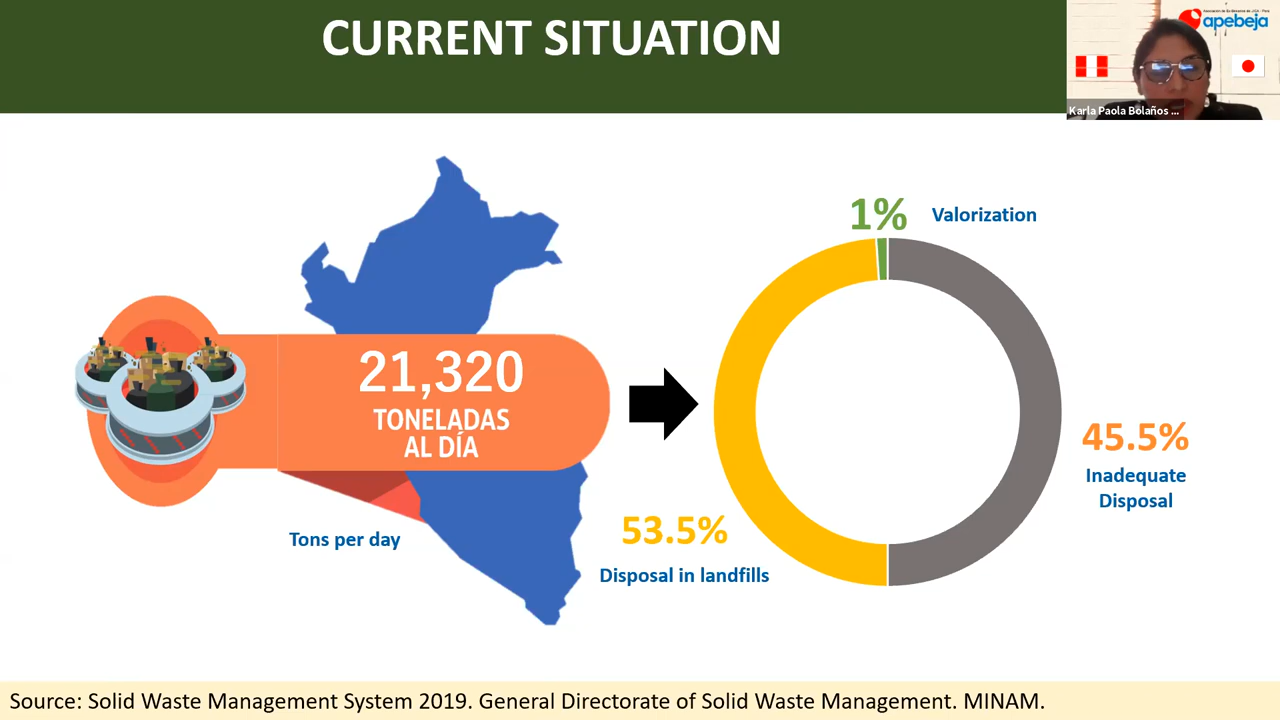 CURRENT SITUATION
apebeja
Karla Paola Bolaños ...
1%
Valorization
21,320
TONELADAS
AL DÍA
45.5%
Inadequate
Disposal
53.5%
Tons per day
Disposal in landfills
Source: Solid Waste Management System 2019. General Directorate of Solid Waste Management. MINAM.